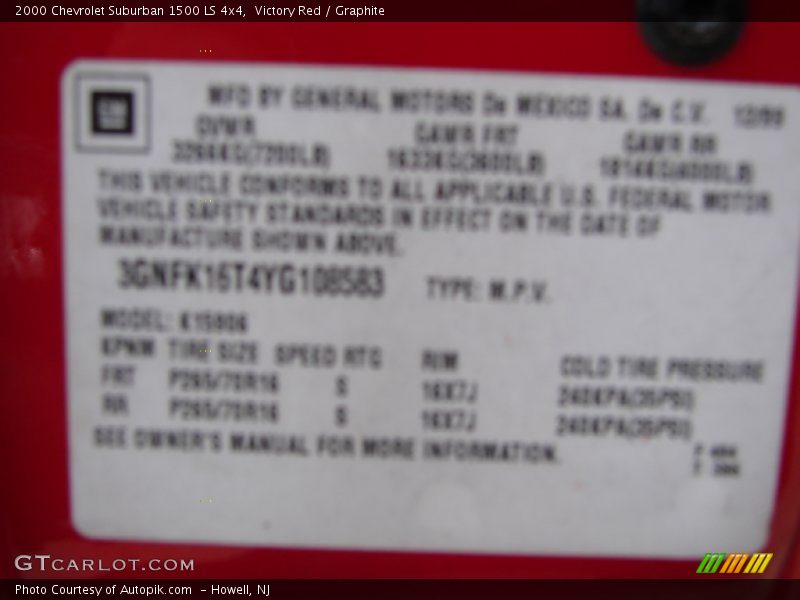 2000 Chevrolet Suburban 1500 LS 4x4,  Victory Red / Graphite
GM
MFD BY GENERAL MOTORS De MEXICO SA. De C.V. 12/99
GVWR GAWR FRT GAWR RR
3266KG(7200LB) 1633KG(3600LB) 1814KG(4000LB)
THIS VEHICLE CONFORMS TO ALL APPLICABLE U.S. FEDERAL MOTOR
VEHICLE SAFETY STANDARDS IN EFFECT ON THE DATE OF
MANUFACTURE SHOWN ABOVE.
3GNFK16T4YG108583 TYPE: M.P.V.
MODEL: K15906
TIRE SIZE SPEED RTG RIM COLD TIRE PRESSURE
FRT P265/70R16 S 16X7J 240KPA(35PSI)
RR P265/70R16 S 16X7J 240KPA(35PSI)
SEE OWNER'S MANUAL FOR MORE INFORMATION.
GTCARLOT.COM
Photo Courtesy of Autopik.com  - Howell, NJ